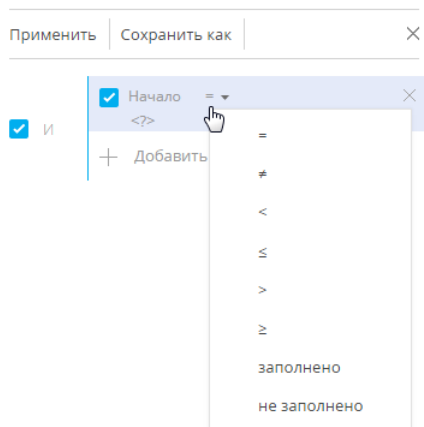 Применить Сохранить как
Начало =
<?>
И
Добавить
=
≠
<
≤
>
≥
заполнено
не заполнено